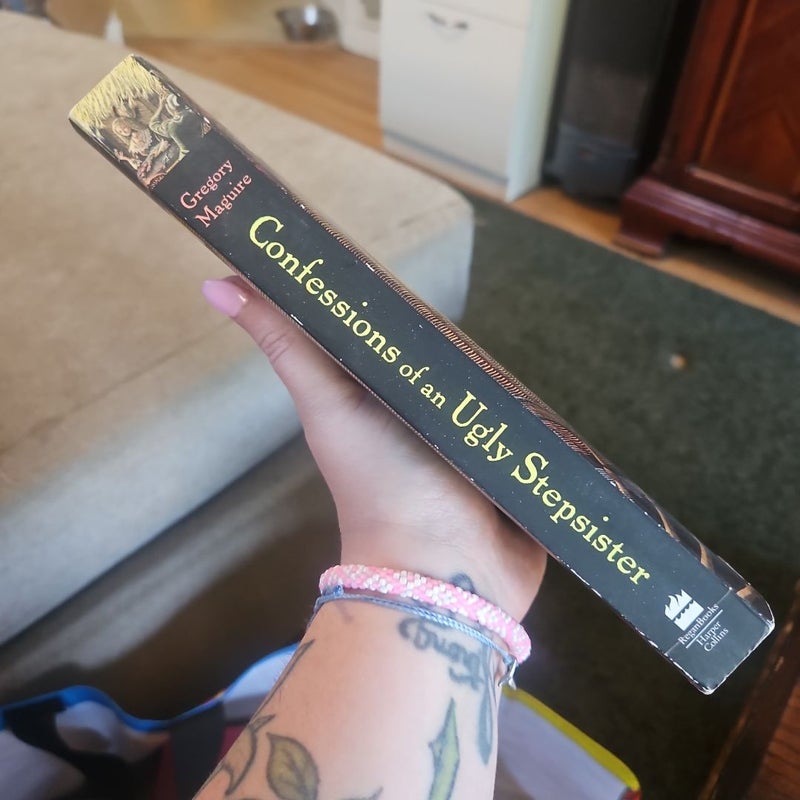 Gregory
Maguire
Confessions of an Ugly Stepsister
ReganBooks
Harper
Collins